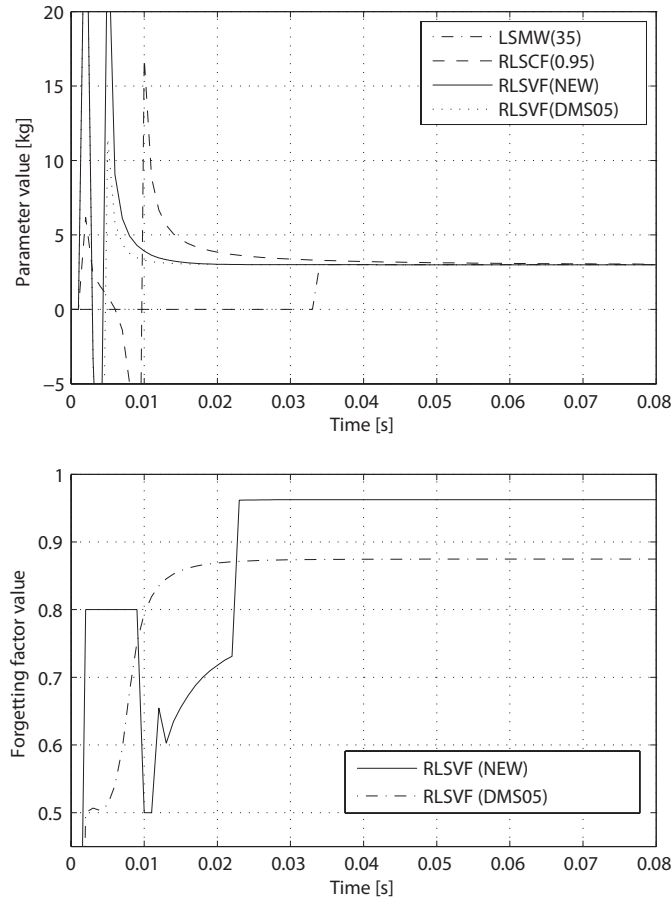 20
15
10
5
0
−5
Parameter value [kg]
LSMW(35)
RLSCF(0.95)
RLSVF(NEW)
RLSVF(DMS05)
0 0.01 0.02 0.03 0.04 0.05 0.06 0.07 0.08
Time [s]
1
0.9
0.8
0.7
0.6
0.5
Forgetting factor value
RLSVF (NEW)
RLSVF (DMS05)
0 0.01 0.02 0.03 0.04 0.05 0.06 0.07 0.08
Time [s]